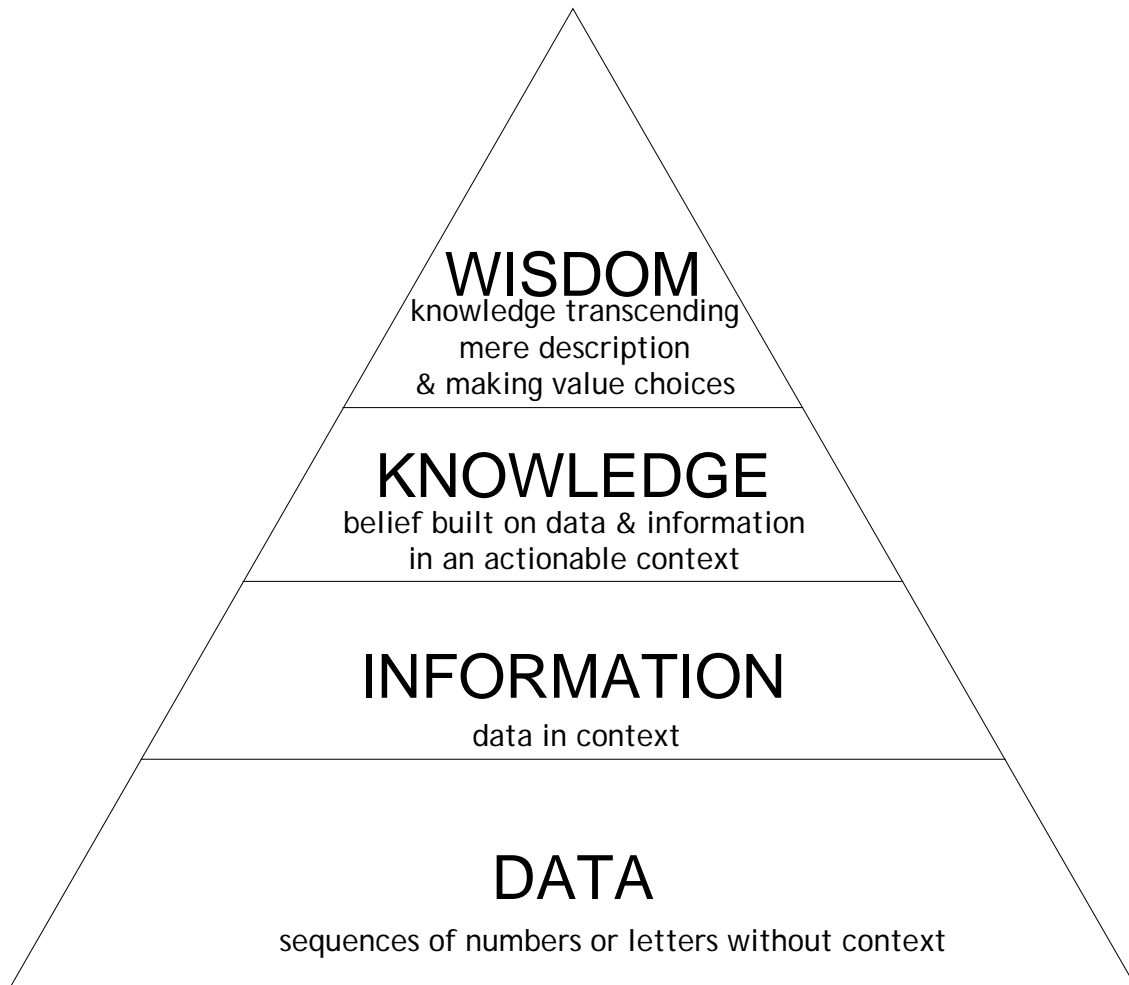 WISDOM
knowledge transcending
mere description
& making value choices
KNOWLEDGE
belief built on data & information
in an actionable context
INFORMATION
data in context
DATA
sequences of numbers or letters without context